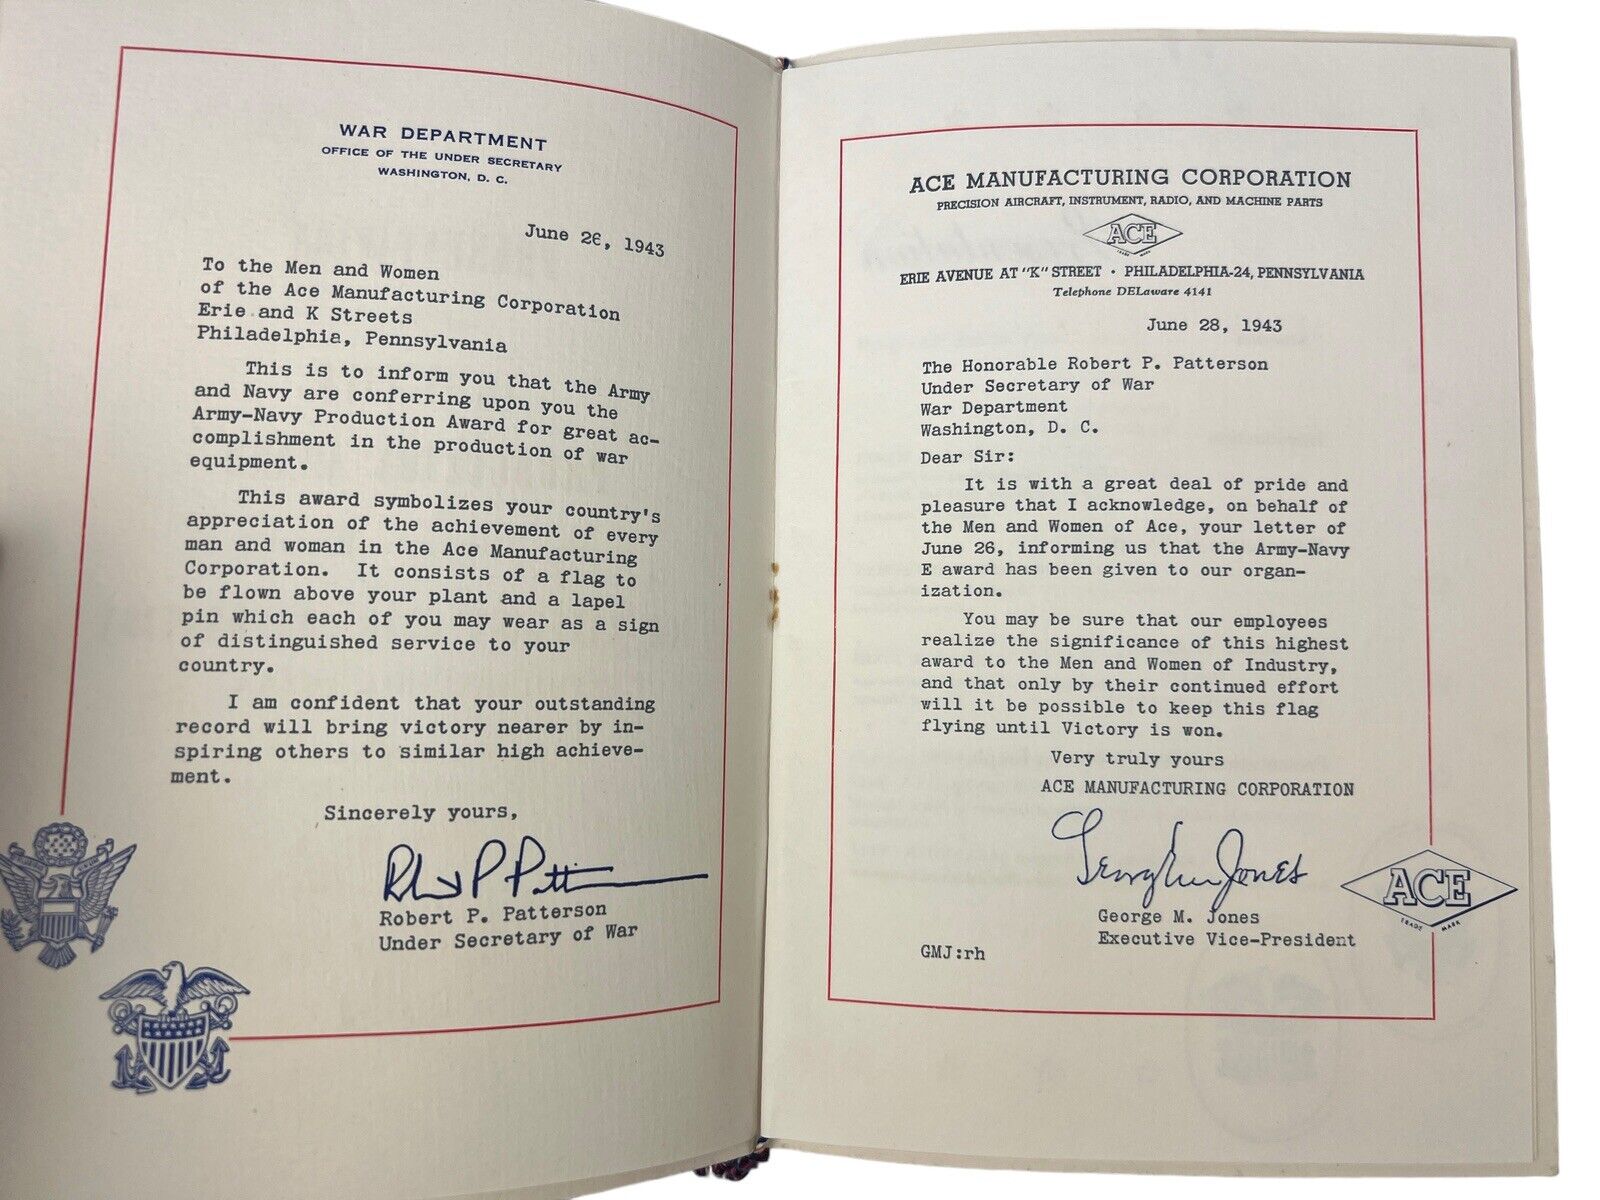 WAR DEPARTMENT
OFFICE OF THE UNDER SECRETARY
WASHINGTON, D. C.
June 26, 1943
To the Men and Women
of the Ace Manufacturing Corporation
Erie and K Streets
Philadelphia, Pennsylvania
This is to inform you that the Army
and Navy are conferring upon you the
Army-Navy Production Award for great ac-
complishment in the production of war
equipment.
This award symbolizes your country's
appreciation of the achievement of every
man and woman in the Ace Manufacturing
Corporation. It consists of a flag to
be flown above your plant and a lapel
pin which each of you may wear as a sign
of distinguished service to your
country.
I am confident that your outstanding
record will bring victory nearer by in-
spiring others to similar high achieve-
ment.
Sincerely yours,
Robert P. Patterson
Robert P. Patterson
Under Secretary of War
ACE MANUFACTURING CORPORATION
PRECISION AIRCRAFT, INSTRUMENT, RADIO, AND MACHINE PARTS
ACE
TRADE MARK
ERIE AVENUE AT "K" STREET · PHILADELPHIA-24, PENNSYLVANIA
Telephone DELaware 4141
June 28, 1943
The Honorable Robert P. Patterson
Under Secretary of War
War Department
Washington, D. C.
Dear Sir:
It is with a great deal of pride and
pleasure that I acknowledge, on behalf of
the Men and Women of Ace, your letter of
June 26, informing us that the Army-Navy
E award has been given to our organ-
ization.
You may be sure that our employees
realize the significance of this highest
award to the Men and Women of Industry,
and that only by their continued effort
will it be possible to keep this flag
flying until Victory is won.
Very truly yours
ACE MANUFACTURING CORPORATION
George M Jones
George M. Jones
Executive Vice-President
GMJ:rh
ACE
TRADE MARK